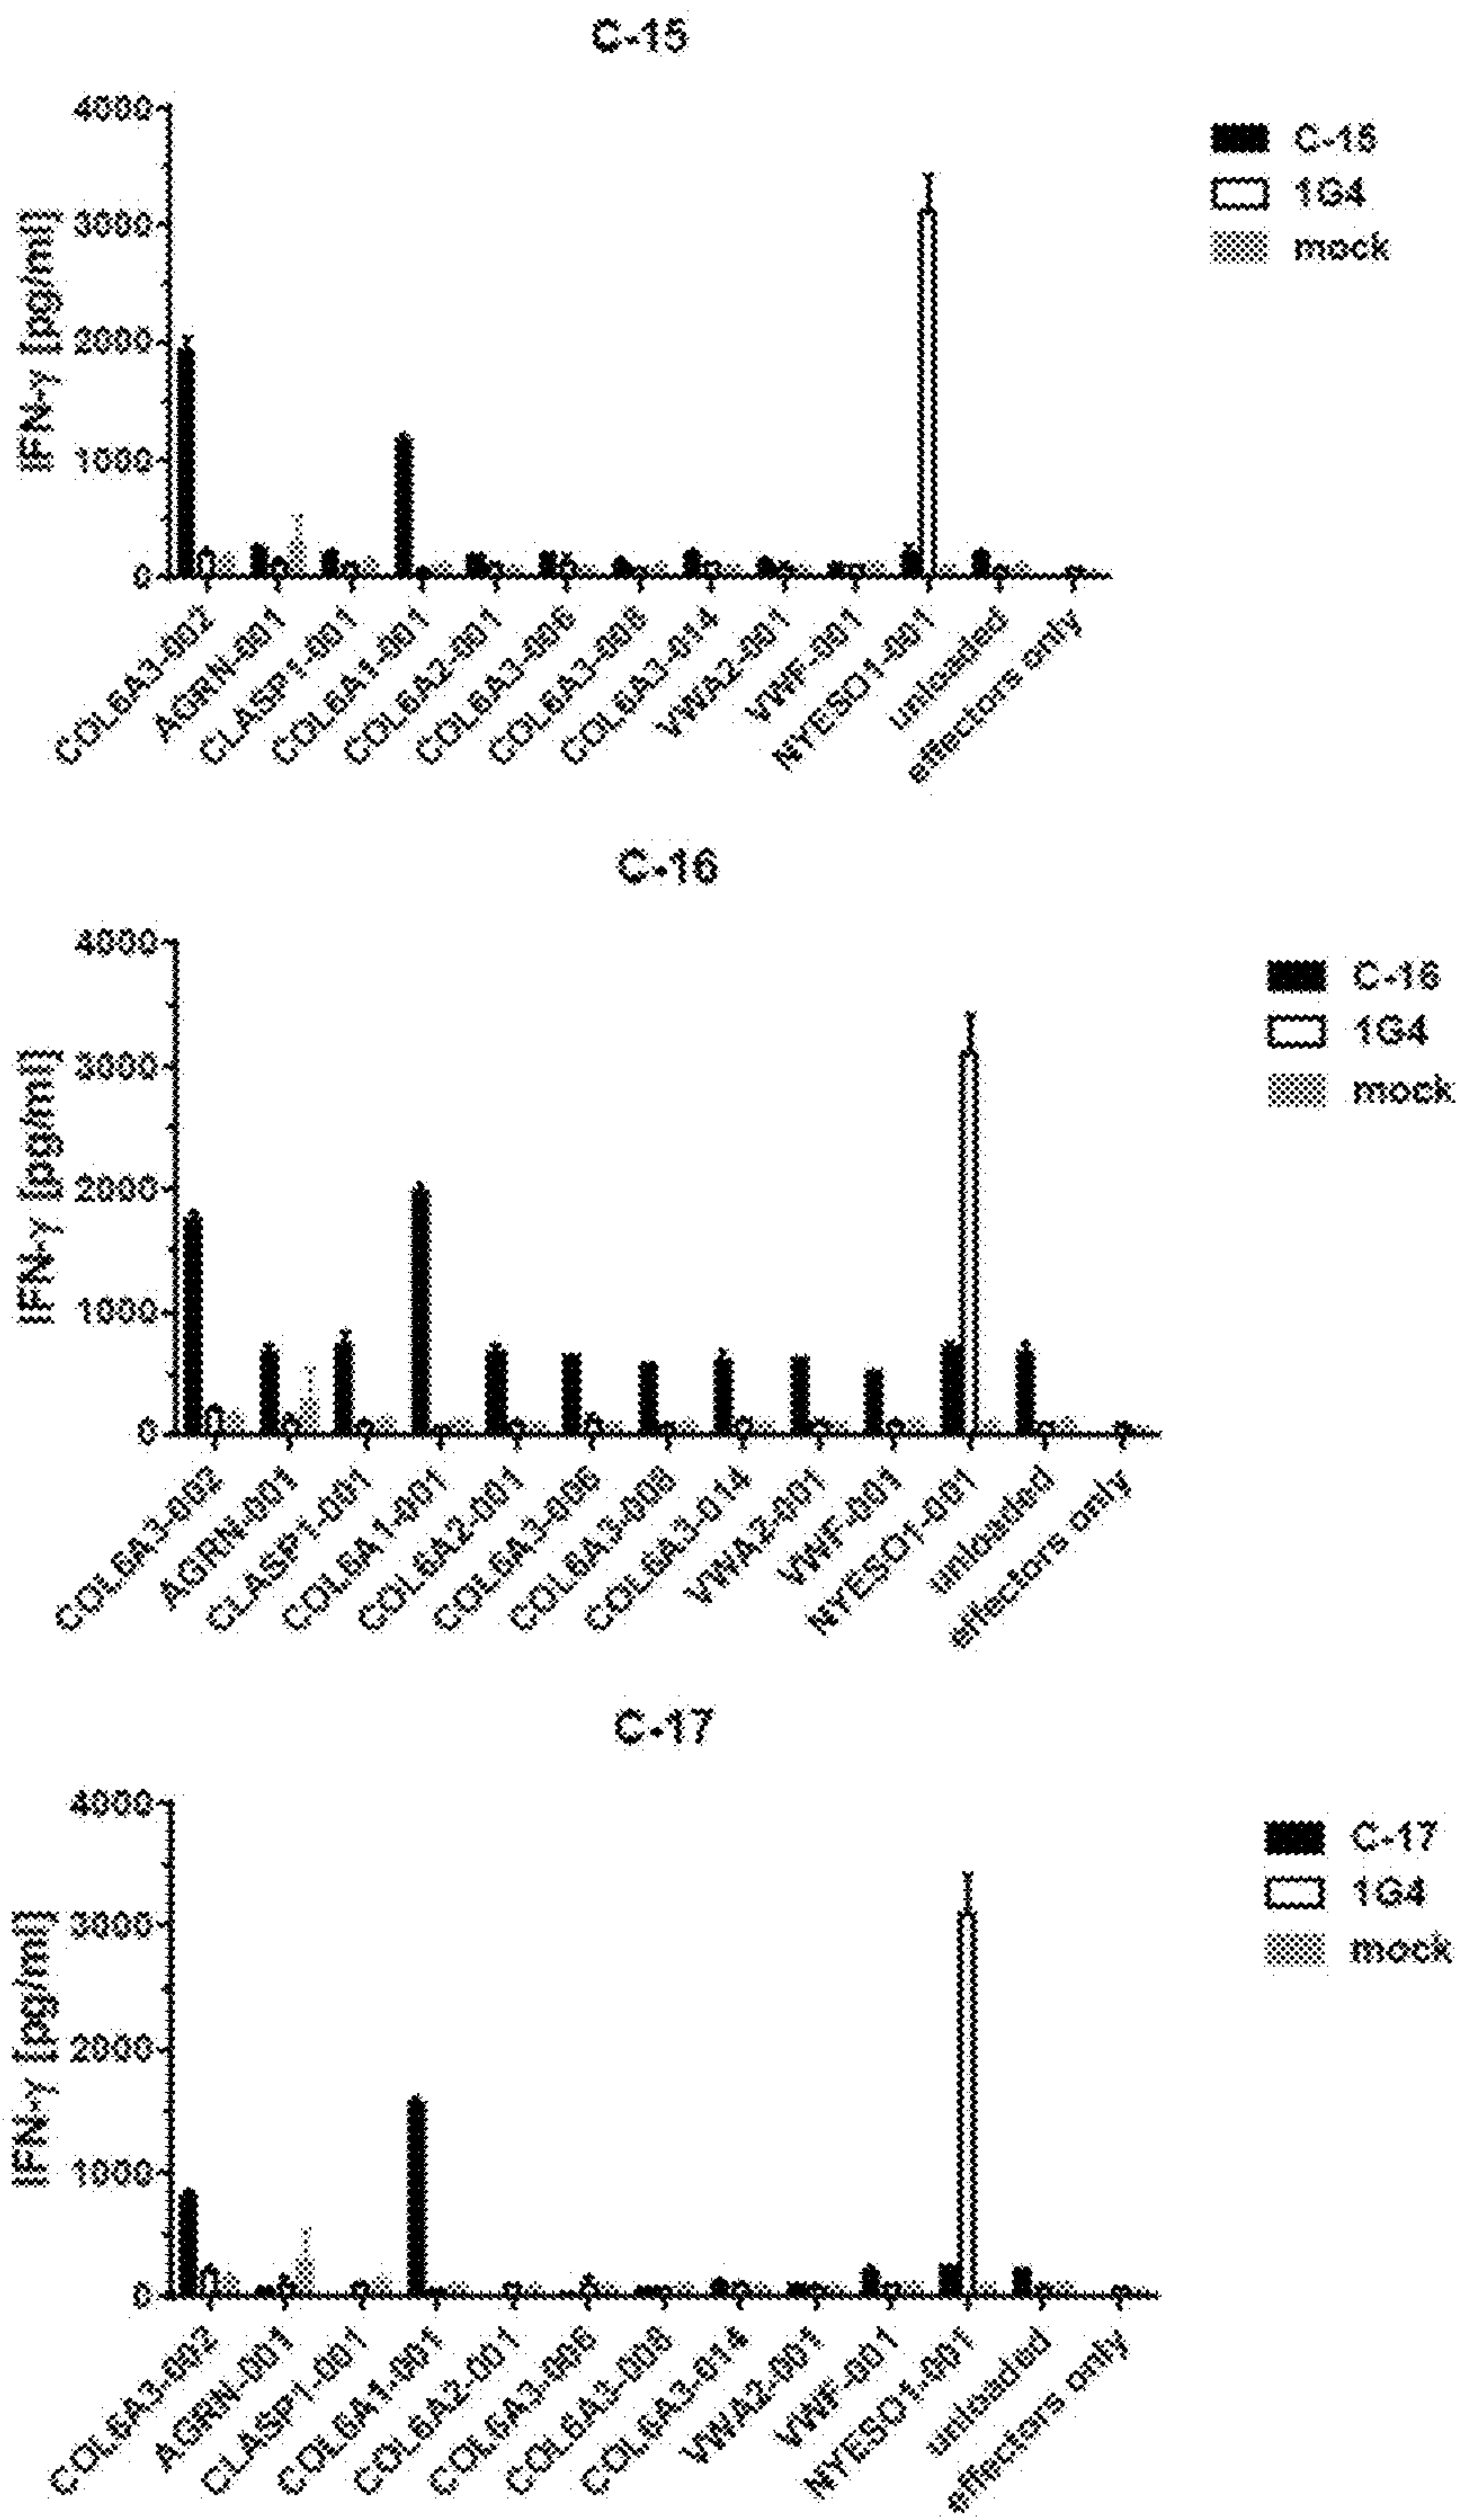 C-15
4000
3000
2000
1000
0
IFN-γ [pg/ml]
C-15
1G4
mock
COL6A3-002
AGRN-001
CLASP1-001
COL6A1-001
COL6A2-001
COL6A3-006
COL6A3-008
COL6A3-014
VWA2-001
VWF-001
NYESO1-001
unloaded
effectors only
C-16
4000
3000
2000
1000
0
IFN-γ [pg/ml]
C-16
1G4
mock
COL6A3-002
AGRN-001
CLASP1-001
COL6A1-001
COL6A2-001
COL6A3-006
COL6A3-008
COL6A3-014
VWA2-001
VWF-001
NYESO1-001
unloaded
effectors only
C-17
4000
3000
2000
1000
0
IFN-γ [pg/ml]
C-17
1G4
mock
COL6A3-002
AGRN-001
CLASP1-001
COL6A1-001
COL6A2-001
COL6A3-006
COL6A3-008
COL6A3-014
VWA2-001
VWF-001
NYESO1-001
unloaded
effectors only